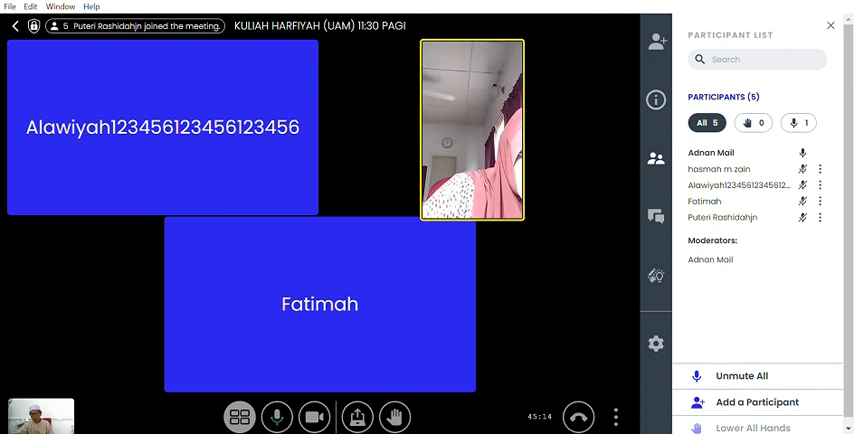 File Edit Window Help
5 Puteri Rashidahjn joined the meeting. KULIAH HARFIYAH (UAM) 11:30 PAGI
Alawiyah123456123456123456
Fatimah
45:14
PARTICIPANT LIST
Search
PARTICIPANTS (5)
All 5 0 1
Adnan Mail
hasmah m zain
Alawiyah12345612345612...
Fatimah
Puteri Rashidahjn
Moderators:
Adnan Mail
Unmute All
Add a Participant
Lower All Hands